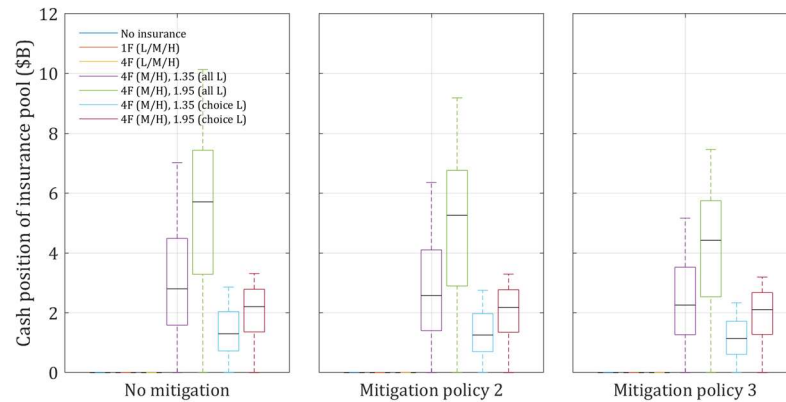 Cash position of insurance pool ($B)
12
10
8
6
4
2
0
No insurance
1F (L/M/H)
4F (L/M/H)
4F (M/H), 1.35 (all L)
4F (M/H), 1.95 (all L)
4F (M/H), 1.35 (choice L)
4F (M/H), 1.95 (choice L)
No mitigation
Mitigation policy 2
Mitigation policy 3